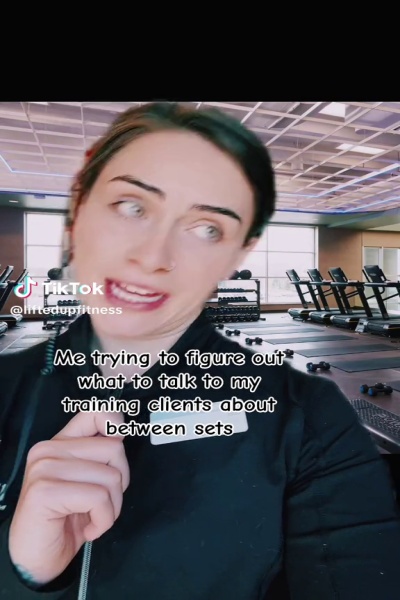 TikTok
@liftedupfitness
Me trying to figure out
what to talk to my
training clients about
between sets